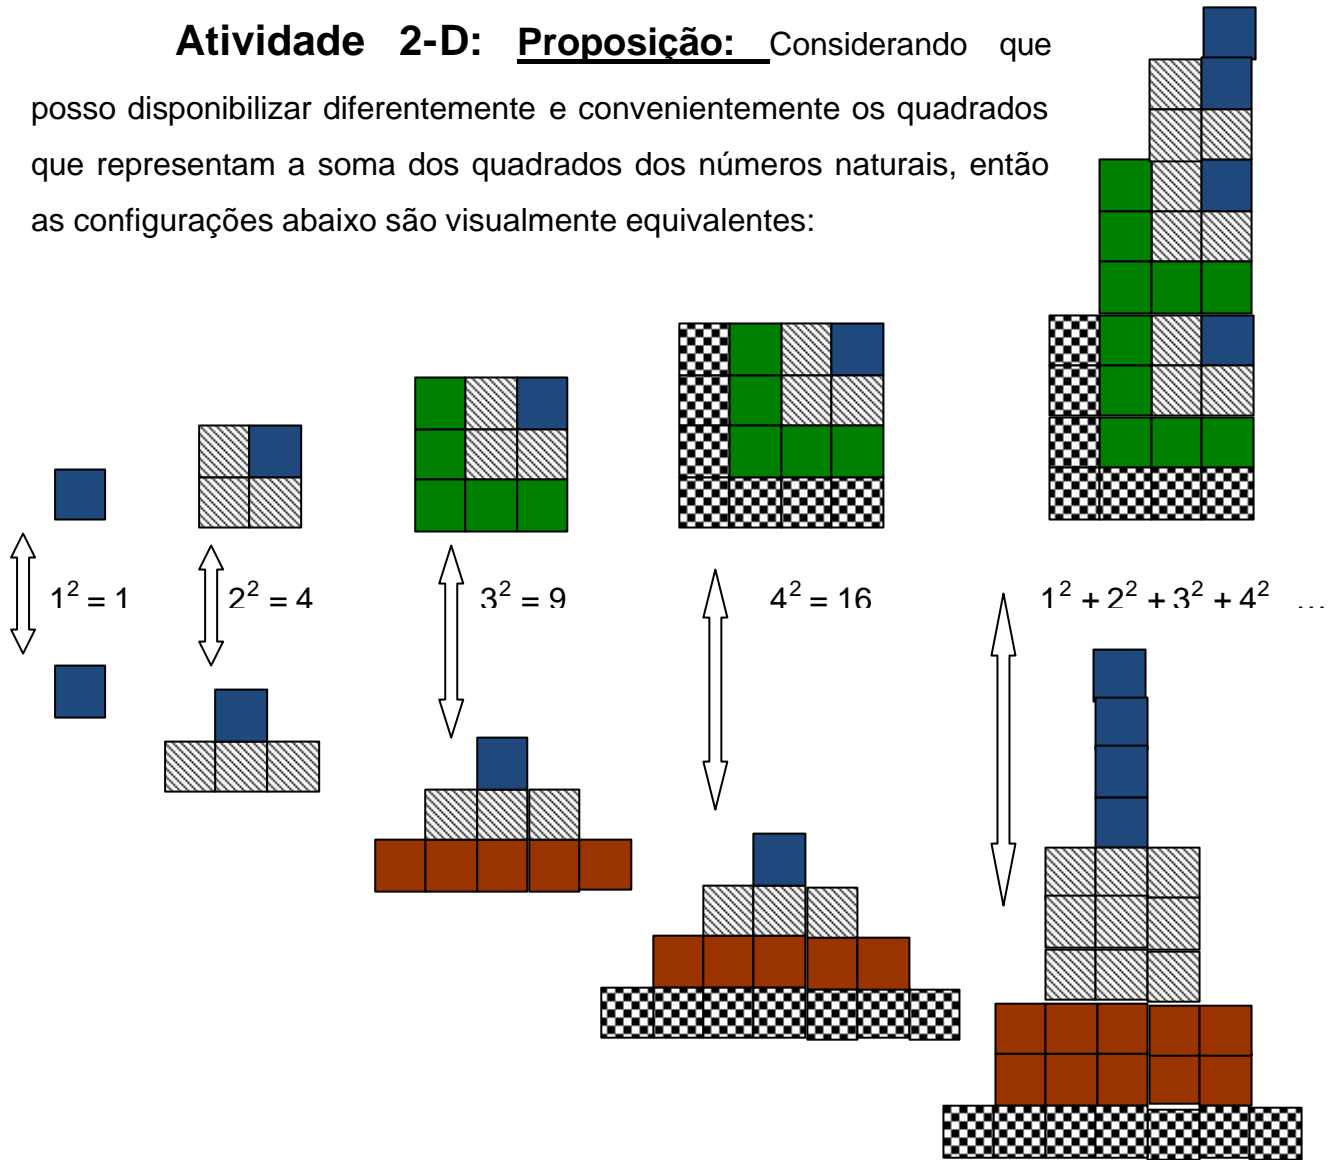 Atividade 2-D: Proposição: Considerando que
posso disponibilizar diferentemente e convenientemente os quadrados
que representam a soma dos quadrados dos números naturais, então
as configurações abaixo são visualmente equivalentes:
1² = 1
2² = 4
3² = 9
4² = 16
1² + 2² + 3² + 4² ...